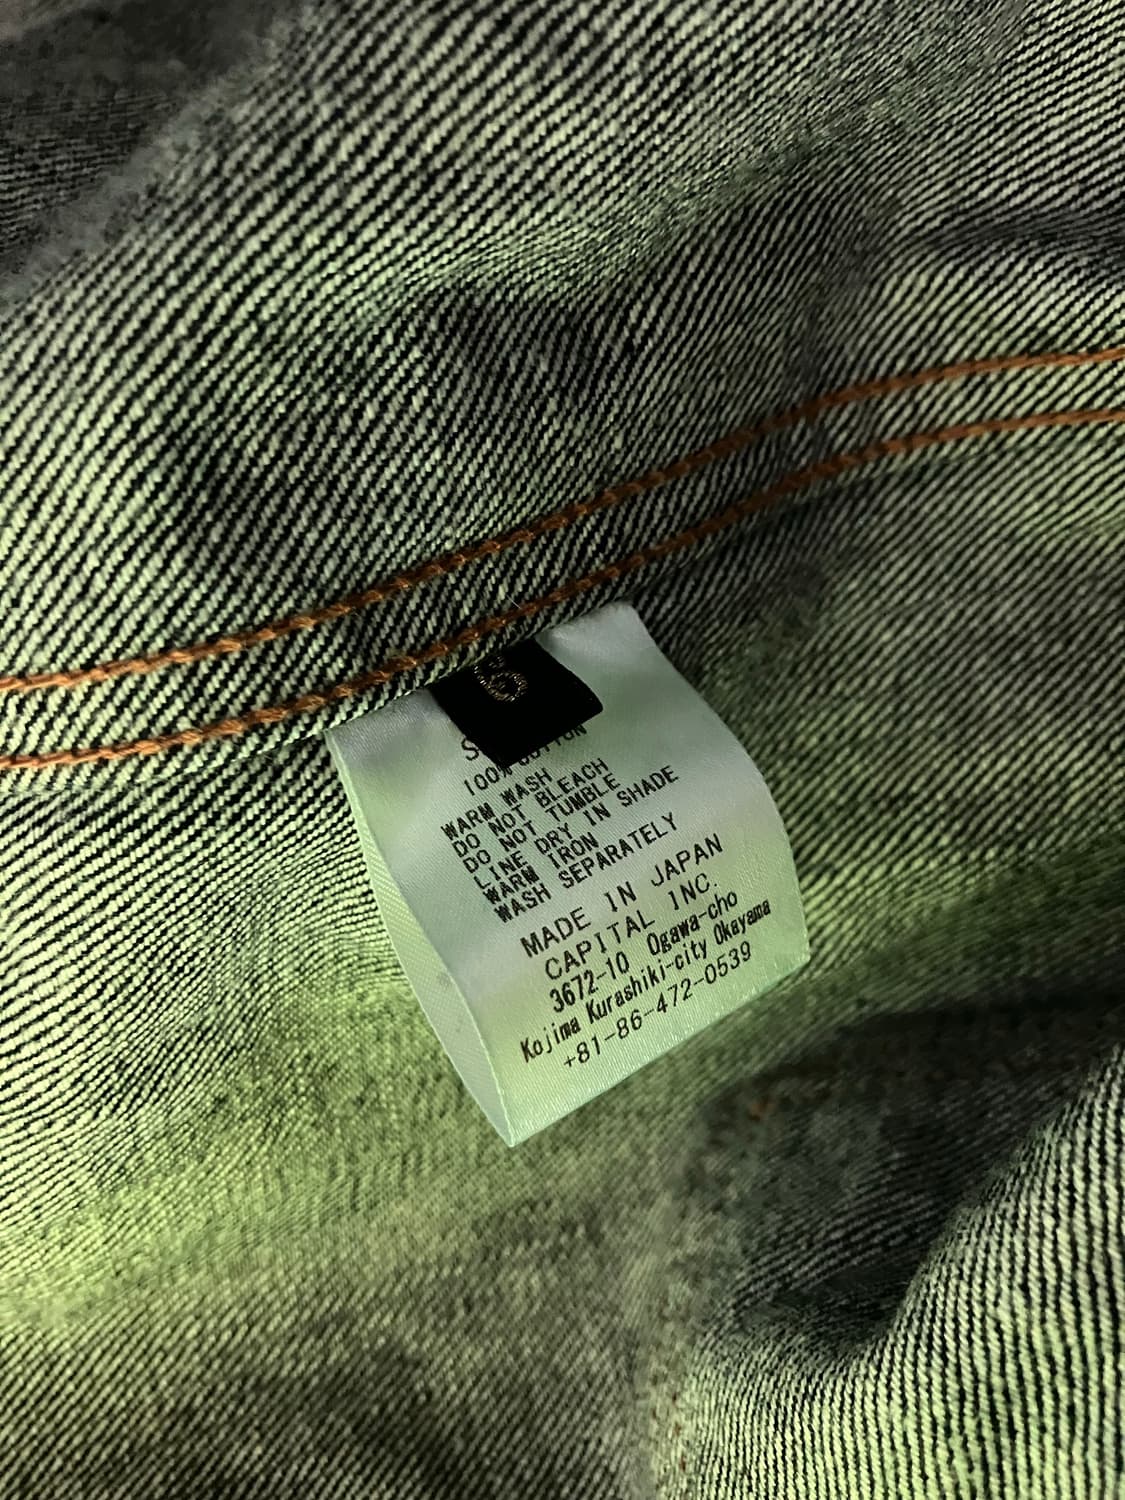 100% COTTON
WARM WASH
DO NOT BLEACH
DO NOT TUMBLE
LINE DRY IN SHADE
WARM IRON
WASH SEPARATELY
MADE IN JAPAN
CAPITAL INC.
3672-10 Ogawa-cho
Kojima Kurashiki-city Okayama
+81-86-472-0539